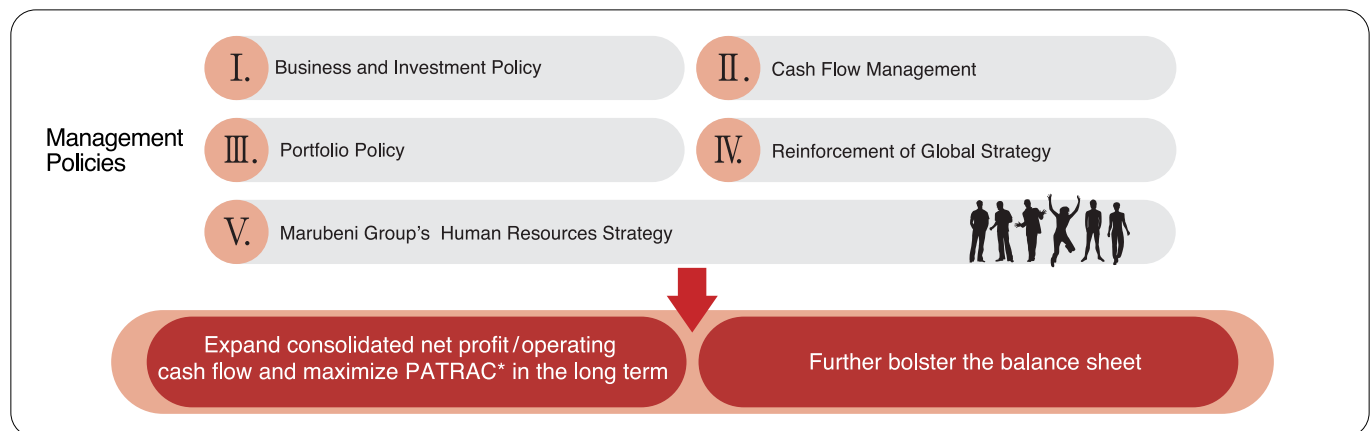 Management
Policies
I. Business and Investment Policy
II. Cash Flow Management
III. Portfolio Policy
IV. Reinforcement of Global Strategy
V. Marubeni Group's Human Resources Strategy
Expand consolidated net profit/operating
cash flow and maximize PATRAC* in the long term
Further bolster the balance sheet